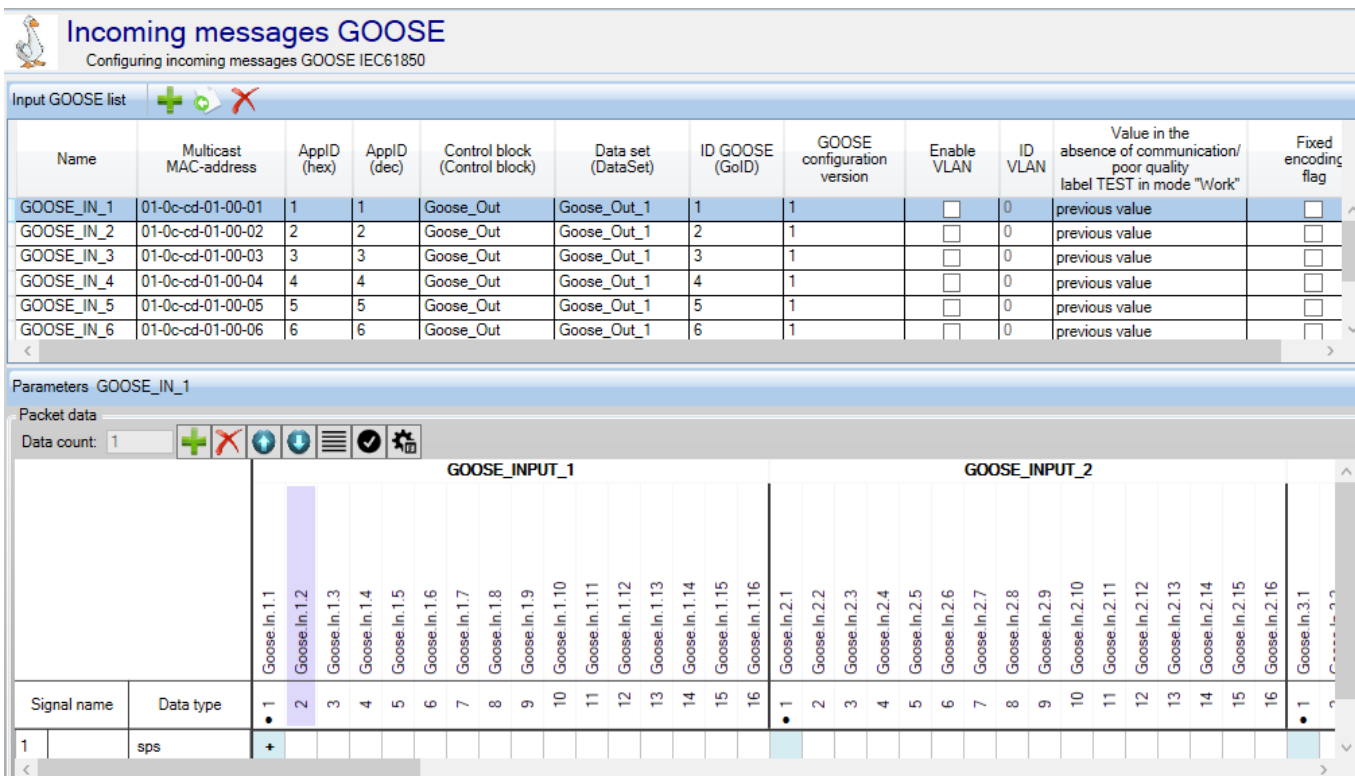 Incoming messages GOOSE
Configuring incoming messages GOOSE IEC61850
Input GOOSE list
Name Multicast MAC-address AppID (hex) AppID (dec) Control block (Control block) Data set (DataSet) ID GOOSE (GoID) GOOSE configuration version Enable VLAN ID VLAN Value in the absence of communication/ poor quality label TEST in mode "Work" Fixed encoding flag
GOOSE_IN_1 01-0c-cd-01-00-01 1 1 Goose_Out Goose_Out_1 1 1 0 previous value
GOOSE_IN_2 01-0c-cd-01-00-02 2 2 Goose_Out Goose_Out_1 2 1 0 previous value
GOOSE_IN_3 01-0c-cd-01-00-03 3 3 Goose_Out Goose_Out_1 3 1 0 previous value
GOOSE_IN_4 01-0c-cd-01-00-04 4 4 Goose_Out Goose_Out_1 4 1 0 previous value
GOOSE_IN_5 01-0c-cd-01-00-05 5 5 Goose_Out Goose_Out_1 5 1 0 previous value
GOOSE_IN_6 01-0c-cd-01-00-06 6 6 Goose_Out Goose_Out_1 6 1 0 previous value
Parameters GOOSE_IN_1
Packet data
Data count: 1
GOOSE_INPUT_1 GOOSE_INPUT_2
Goose.In.1.1
Goose.In.1.2
Goose.In.1.3
Goose.In.1.4
Goose.In.1.5
Goose.In.1.6
Goose.In.1.7
Goose.In.1.8
Goose.In.1.9
Goose.In.1.10
Goose.In.1.11
Goose.In.1.12
Goose.In.1.13
Goose.In.1.14
Goose.In.1.15
Goose.In.1.16
Goose.In.2.1
Goose.In.2.2
Goose.In.2.3
Goose.In.2.4
Goose.In.2.5
Goose.In.2.6
Goose.In.2.7
Goose.In.2.8
Goose.In.2.9
Goose.In.2.10
Goose.In.2.11
Goose.In.2.12
Goose.In.2.13
Goose.In.2.14
Goose.In.2.15
Goose.In.2.16
Goose.In.3.1
Signal name Data type 1 2 3 4 5 6 7 8 9 10 11 12 13 14 15 16 1 2 3 4 5 6 7 8 9 10 11 12 13 14 15 16 1
1 sps +